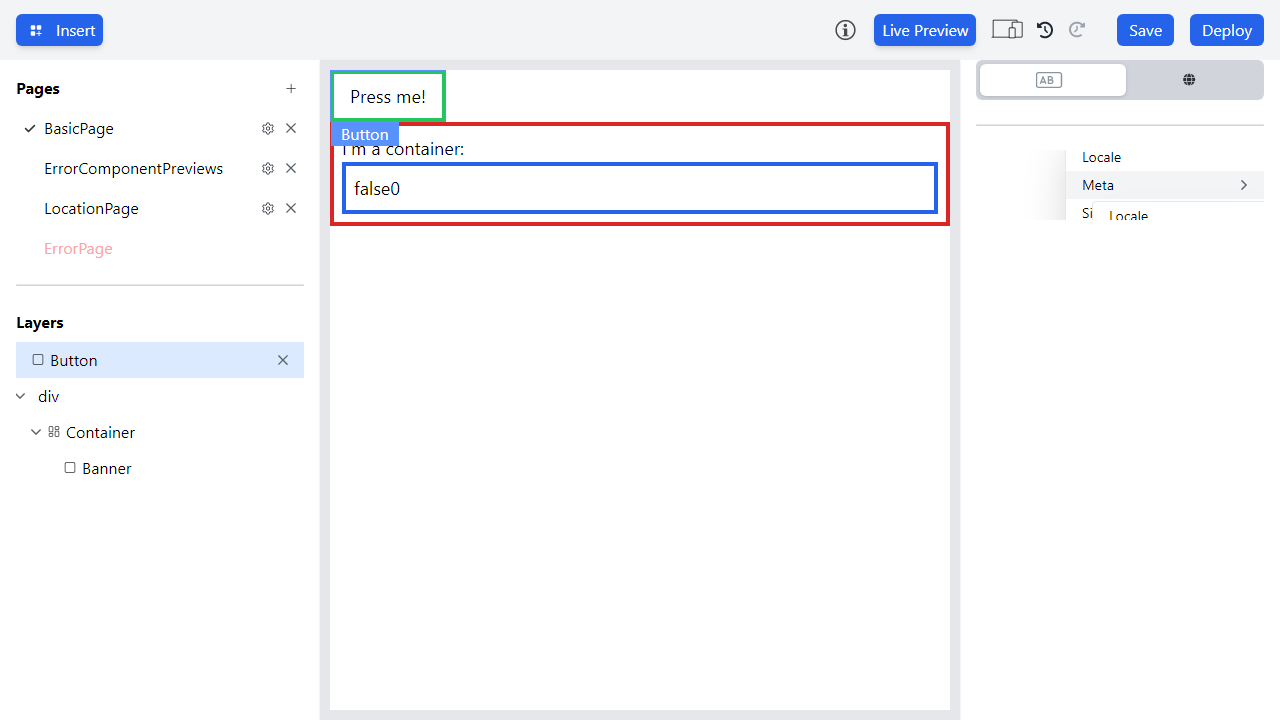 Insert
Live Preview
Save
Deploy
Pages
BasicPage
ErrorComponentPreviews
LocationPage
ErrorPage
Layers
Button
div
Container
Banner
Press me!
Button
I'm a container:
false0
AB
Locale
Meta
Si
Locale